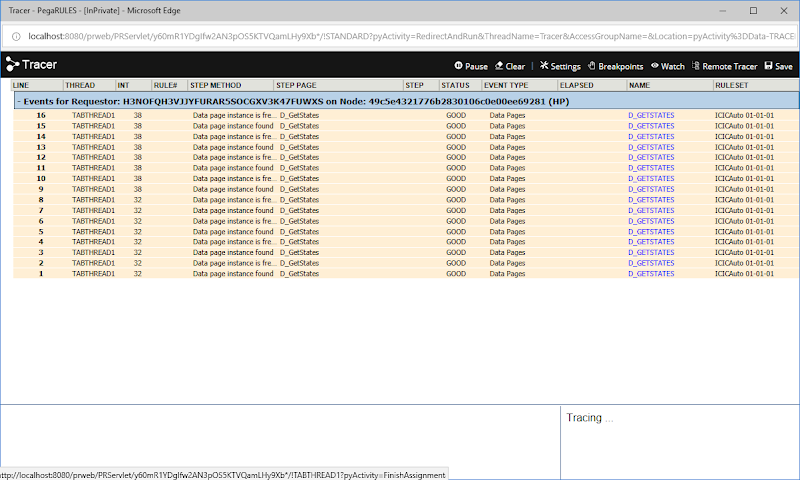 Tracer - PegaRULES - [InPrivate] - Microsoft Edge
localhost:8080/prweb/PRServlet/y60mR1YDgIfw2AN3pOS5KTVQamLHy9Xb*/!STANDARD?pyActivity=RedirectAndRun&ThreadName=Tracer&AccessGroupName=&Location=pyActivity%3DData-TRACE
Tracer Pause Clear | Settings Breakpoints Watch | Remote Tracer Save
LINE THREAD INT RULE# STEP METHOD STEP PAGE STEP STATUS EVENT TYPE ELAPSED NAME RULESET
- Events for Requestor: H3NOFQH3VJJYFURAR5SOCGXV3K47FUWXS on Node: 49c5e4321776b2830106c0e00ee69281 (HP)
16 TABTHREAD1 38 Data page instance is fre... D_GetStates GOOD Data Pages D_GETSTATES ICICAuto 01-01-01
15 TABTHREAD1 38 Data page instance found D_GetStates GOOD Data Pages D_GETSTATES ICICAuto 01-01-01
14 TABTHREAD1 38 Data page instance is fre... D_GetStates GOOD Data Pages D_GETSTATES ICICAuto 01-01-01
13 TABTHREAD1 38 Data page instance found D_GetStates GOOD Data Pages D_GETSTATES ICICAuto 01-01-01
12 TABTHREAD1 38 Data page instance is fre... D_GetStates GOOD Data Pages D_GETSTATES ICICAuto 01-01-01
11 TABTHREAD1 38 Data page instance found D_GetStates GOOD Data Pages D_GETSTATES ICICAuto 01-01-01
10 TABTHREAD1 38 Data page instance is fre... D_GetStates GOOD Data Pages D_GETSTATES ICICAuto 01-01-01
9 TABTHREAD1 38 Data page instance found D_GetStates GOOD Data Pages D_GETSTATES ICICAuto 01-01-01
8 TABTHREAD1 32 Data page instance is fre... D_GetStates GOOD Data Pages D_GETSTATES ICICAuto 01-01-01
7 TABTHREAD1 32 Data page instance found D_GetStates GOOD Data Pages D_GETSTATES ICICAuto 01-01-01
6 TABTHREAD1 32 Data page instance is fre... D_GetStates GOOD Data Pages D_GETSTATES ICICAuto 01-01-01
5 TABTHREAD1 32 Data page instance found D_GetStates GOOD Data Pages D_GETSTATES ICICAuto 01-01-01
4 TABTHREAD1 32 Data page instance is fre... D_GetStates GOOD Data Pages D_GETSTATES ICICAuto 01-01-01
3 TABTHREAD1 32 Data page instance found D_GetStates GOOD Data Pages D_GETSTATES ICICAuto 01-01-01
2 TABTHREAD1 32 Data page instance is fre... D_GetStates GOOD Data Pages D_GETSTATES ICICAuto 01-01-01
1 TABTHREAD1 32 Data page instance found D_GetStates GOOD Data Pages D_GETSTATES ICICAuto 01-01-01
Tracing ...
http://localhost:8080/prweb/PRServlet/y60mR1YDgIfw2AN3pOS5KTVQamLHy9Xb*/!TABTHREAD1?pyActivity=FinishAssignment